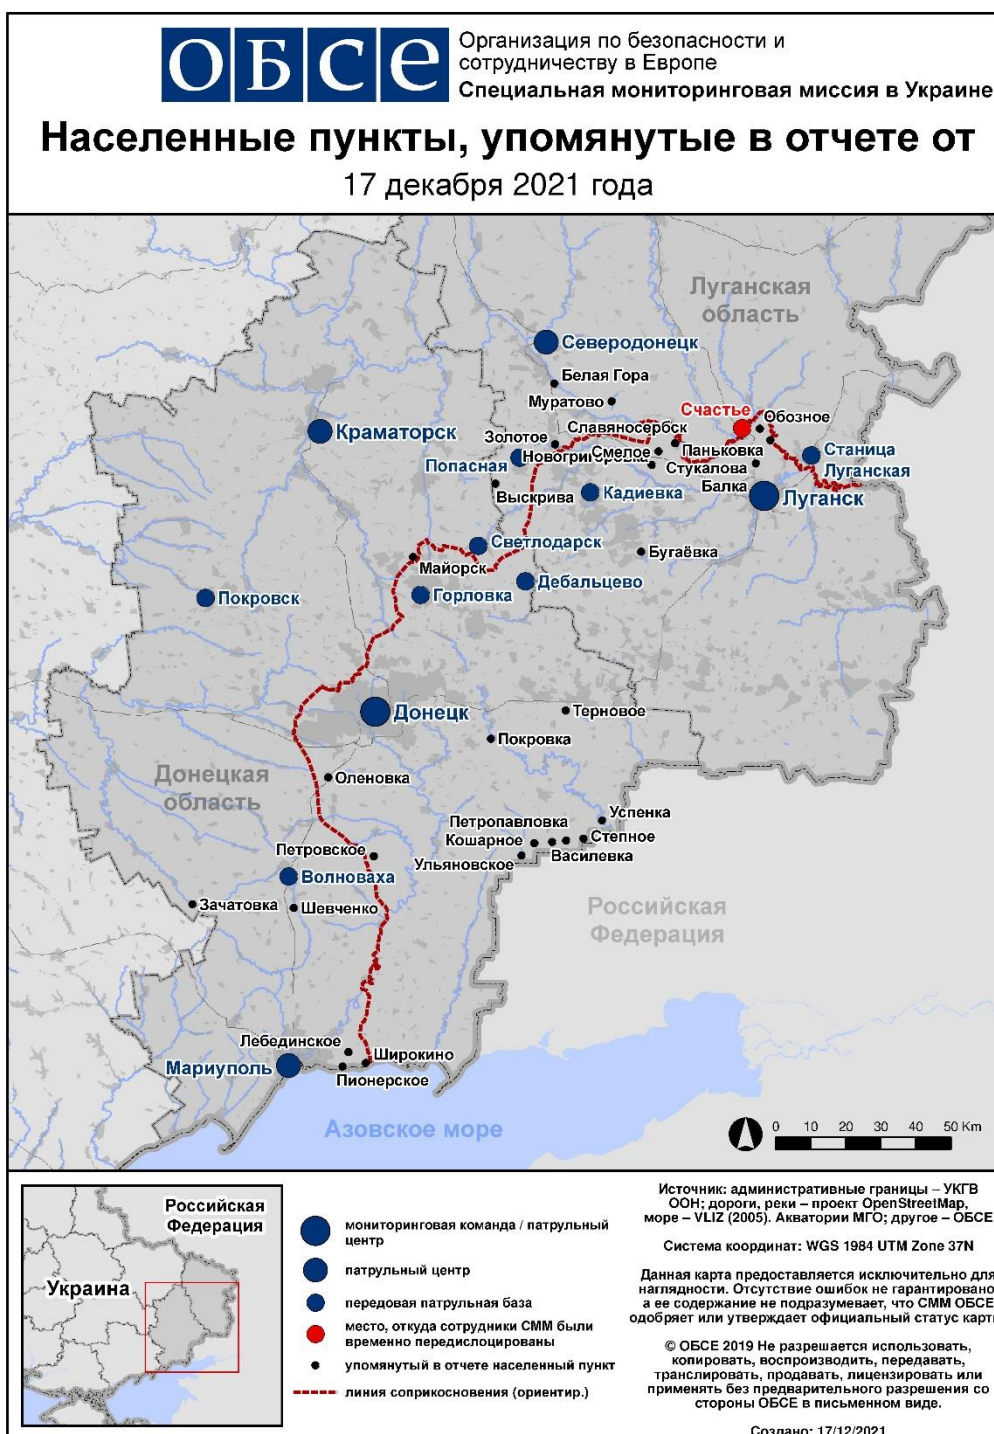 ОБСЕ
Организация по безопасности и
сотрудничеству в Европе
Специальная мониторинговая миссия в Украине
Населенные пункты, упомянутые в отчете от
17 декабря 2021 года
Луганская
область
Северодонецк
Белая Гора
Муратово
Счастье
Обозное
Славяносербск
Краматорск
Золотое
Смелое
Паньковка
Станица
Луганская
Попасная
Новогригоровка
Стукалова
Балка
Выскрива
Кадиевка
Луганск
Светлодарск
Майорск
Бугаёвка
Дебальцево
Горловка
Покровск
Донецк
Терновое
Покровка
Донецкая
область
Оленовка
Петропавловка
Успенка
Кошарное
Степное
Василевка
Ульяновское
Петровское
Волноваха
Зачатовка
Шевченко
Российская
Федерация
Лебединское
Широкино
Мариуполь
Пионерское
Азовское море
0 10 20 30 40 50 Km
Российская
Федерация
Украина
мониторинговая команда / патрульный
центр
патрульный центр
передовая патрульная база
место, откуда сотрудники СММ были
временно передислоцированы
упомянутый в отчете населенный пункт
линия соприкосновения (ориентир.)
Источник: административные границы – УКГВ
ООН; дороги, реки – проект OpenStreetMap,
море – VLIZ (2005). Акватории МГО; другое – ОБСЕ
Система координат: WGS 1984 UTM Zone 37N
Данная карта предоставляется исключительно для
наглядности. Отсутствие ошибок не гарантировано,
а ее содержание не подразумевает, что СММ ОБСЕ
одобряет или утверждает официальный статус карты
© ОБСЕ 2019 Не разрешается использовать,
копировать, воспроизводить, передавать,
транслировать, продавать, лицензировать или
применять без предварительного разрешения со
стороны ОБСЕ в письменном виде.
Создано: 17/12/2021